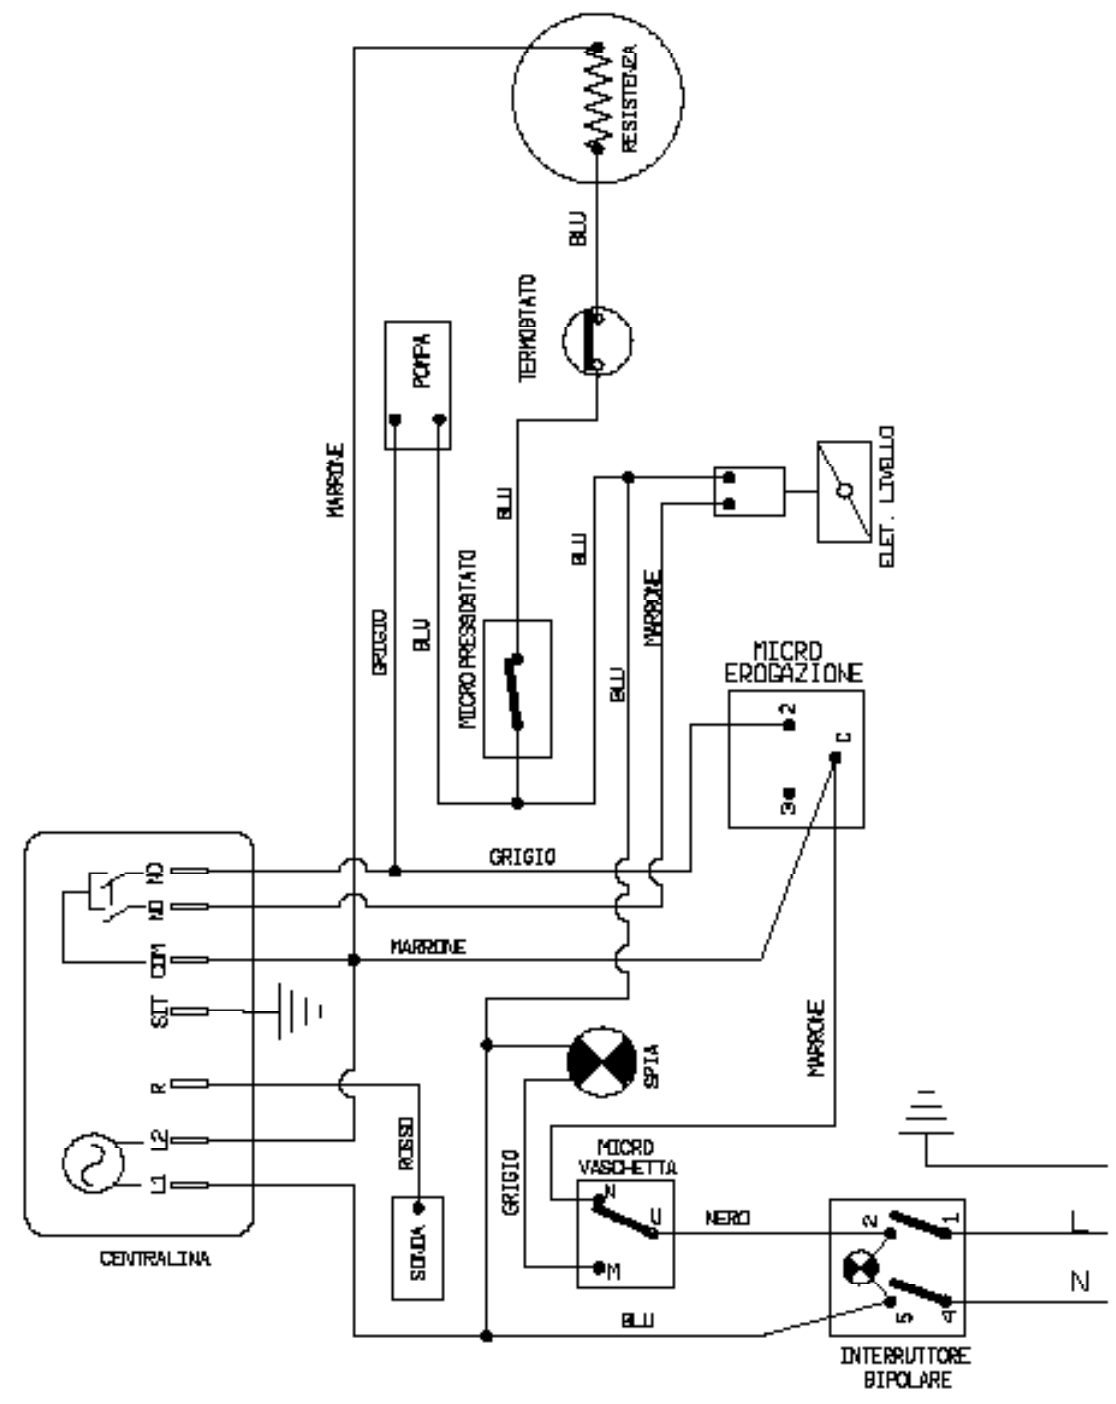 RESISTENZA
BLU
TERMOSTATO
POMPA
MARRONE
BLU
ELET. LIVELLO
BLU
MICRO PRESSOSTATO
MARRONE
GRIGIO
BLU
BLU
MICRO
EROGAZIONE
2
C
3
GRIGIO
NO
NO
MARRONE
COM
SIT
SPIA
MARRONE
R
ROSSO
L2
GRIGIO
MICRO
VASCHETTA
L1
N
C
NERO
2
1
L
SONDA
M
N
CENTRALINA
BLU
5
4
INTERRUTTORE
BIPOLARE